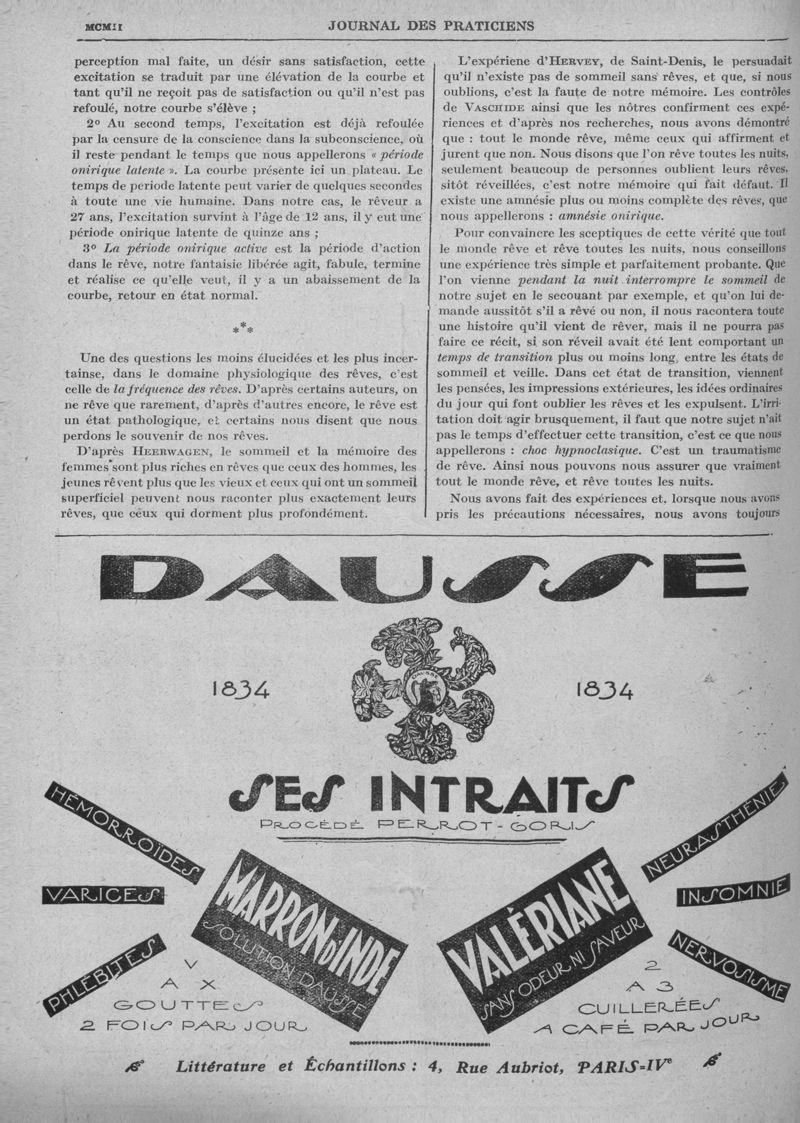 MCMII
JOURNAL DES PRATICIENS
perception mal faite, un désir sans satisfaction, cette
excitation se traduit par une élévation de la courbe et
tant qu'il ne reçoit pas de satisfaction ou qu'il n'est pas
refoulé, notre courbe s'élève ;
2° Au second temps, l'excitation est déjà refoulée
par la censure de la conscience dans la subconscience, où
il reste pendant le temps que nous appellerons « période
onirique latente ». La courbe présente ici un plateau. Le
temps de periode latente peut varier de quelques secondes
à toute une vie humaine. Dans notre cas, le rêveur a
27 ans, l'excitation survint à l'âge de 12 ans, il y eut une
période onirique latente de quinze ans ;
3° La période onirique active est la période d'action
dans le rêve, notre fantaisie libérée agit, fabule, termine
et réalise ce qu'elle veut, il y a un abaissement de la
courbe, retour en état normal.
***
Une des questions les moins élucidées et les plus incer-
tainse, dans le domaine physiologique des rêves, c'est
celle de la fréquence des rêves. D'après certains auteurs, on
ne rêve que rarement, d'après d'autres encore, le rêve est
un état pathologique, et certains nous disent que nous
perdons le souvenir de nos rêves.
D'après HEERWAGEN, le sommeil et la mémoire des
femmes sont plus riches en rêves que ceux des hommes, les
jeunes rêvent plus que les vieux et ceux qui ont un sommeil
superficiel peuvent nous raconter plus exactement leurs
rêves, que ceux qui dorment plus profondément.
L'expériene d'HERVEY, de Saint-Denis, le persuadait
qu'il n'existe pas de sommeil sans rêves, et que, si nous
oublions, c'est la faute de notre mémoire. Les contrôles
de VASCHIDE ainsi que les nôtres confirment ces expé-
riences et d'après nos recherches, nous avons démontré
que : tout le monde rêve, même ceux qui affirment et
jurent que non. Nous disons que l'on rêve toutes les nuits,
seulement beaucoup de personnes oublient leurs rêves,
sitôt réveillées, c'est notre mémoire qui fait défaut. Il
existe une amnésie plus ou moins complète des rêves, que
nous appellerons : amnésie onirique.
Pour convaincre les sceptiques de cette vérité que tout
le monde rêve et rêve toutes les nuits, nous conseillons
une expérience très simple et parfaitement probante. Que
l'on vienne pendant la nuit interrompre le sommeil de
notre sujet en le secouant par exemple, et qu'on lui de-
mande aussitôt s'il a rêvé ou non, il nous racontera toute
une histoire qu'il vient de rêver, mais il ne pourra pas
faire ce récit, si son réveil avait été lent comportant un
temps de transition plus ou moins long, entre les états de
sommeil et veille. Dans cet état de transition, viennent
les pensées, les impressions extérieures, les idées ordinaires
du jour qui font oublier les rêves et les expulsent. L'irri-
tation doit agir brusquement, il faut que notre sujet n'ait
pas le temps d'effectuer cette transition, c'est ce que nous
appellerons : choc hypnoclasique. C'est un traumatisme
de rêve. Ainsi nous pouvons nous assurer que vraiment
tout le monde rêve, et rêve toutes les nuits.
Nous avons fait des expériences et, lorsque nous avons
pris les précautions nécessaires, nous avons toujours
DAUSSE
1834
DAUSSE
1834
SES INTRAITS
PROCÉDÉ PERROT-GORIS
HÉMORROÏDES
VARICES
PHLÉBITES
MARRON D'INDE
SOLUTION DAUSSE
V
A X
GOUTTES
2 FOIS PAR JOUR
VALÉRIANE
SANS ODEUR NI SAVEUR
NEURASTHÉNIE
INSOMNIE
NERVOSISME
2
A 3
CUILLERÉES
A CAFÉ PAR JOUR
Littérature et Échantillons : 4, Rue Aubriot, PARIS-IVe